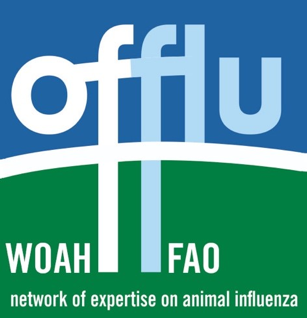 offlu
WOAH FAO
network of expertise on animal influenza